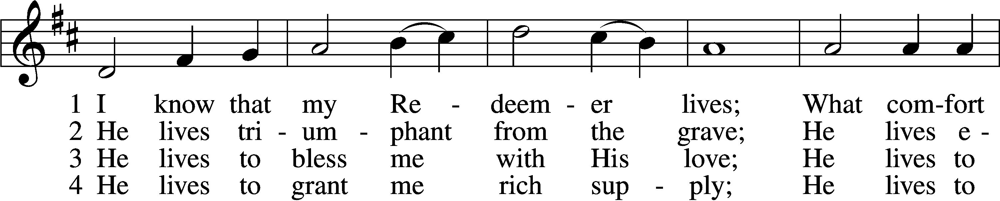 1 I know that my Re - deem - er lives; What com-fort
2 He lives tri - um - phant from the grave; He lives e -
3 He lives to bless me with His love; He lives to
4 He lives to grant me rich sup - ply; He lives to